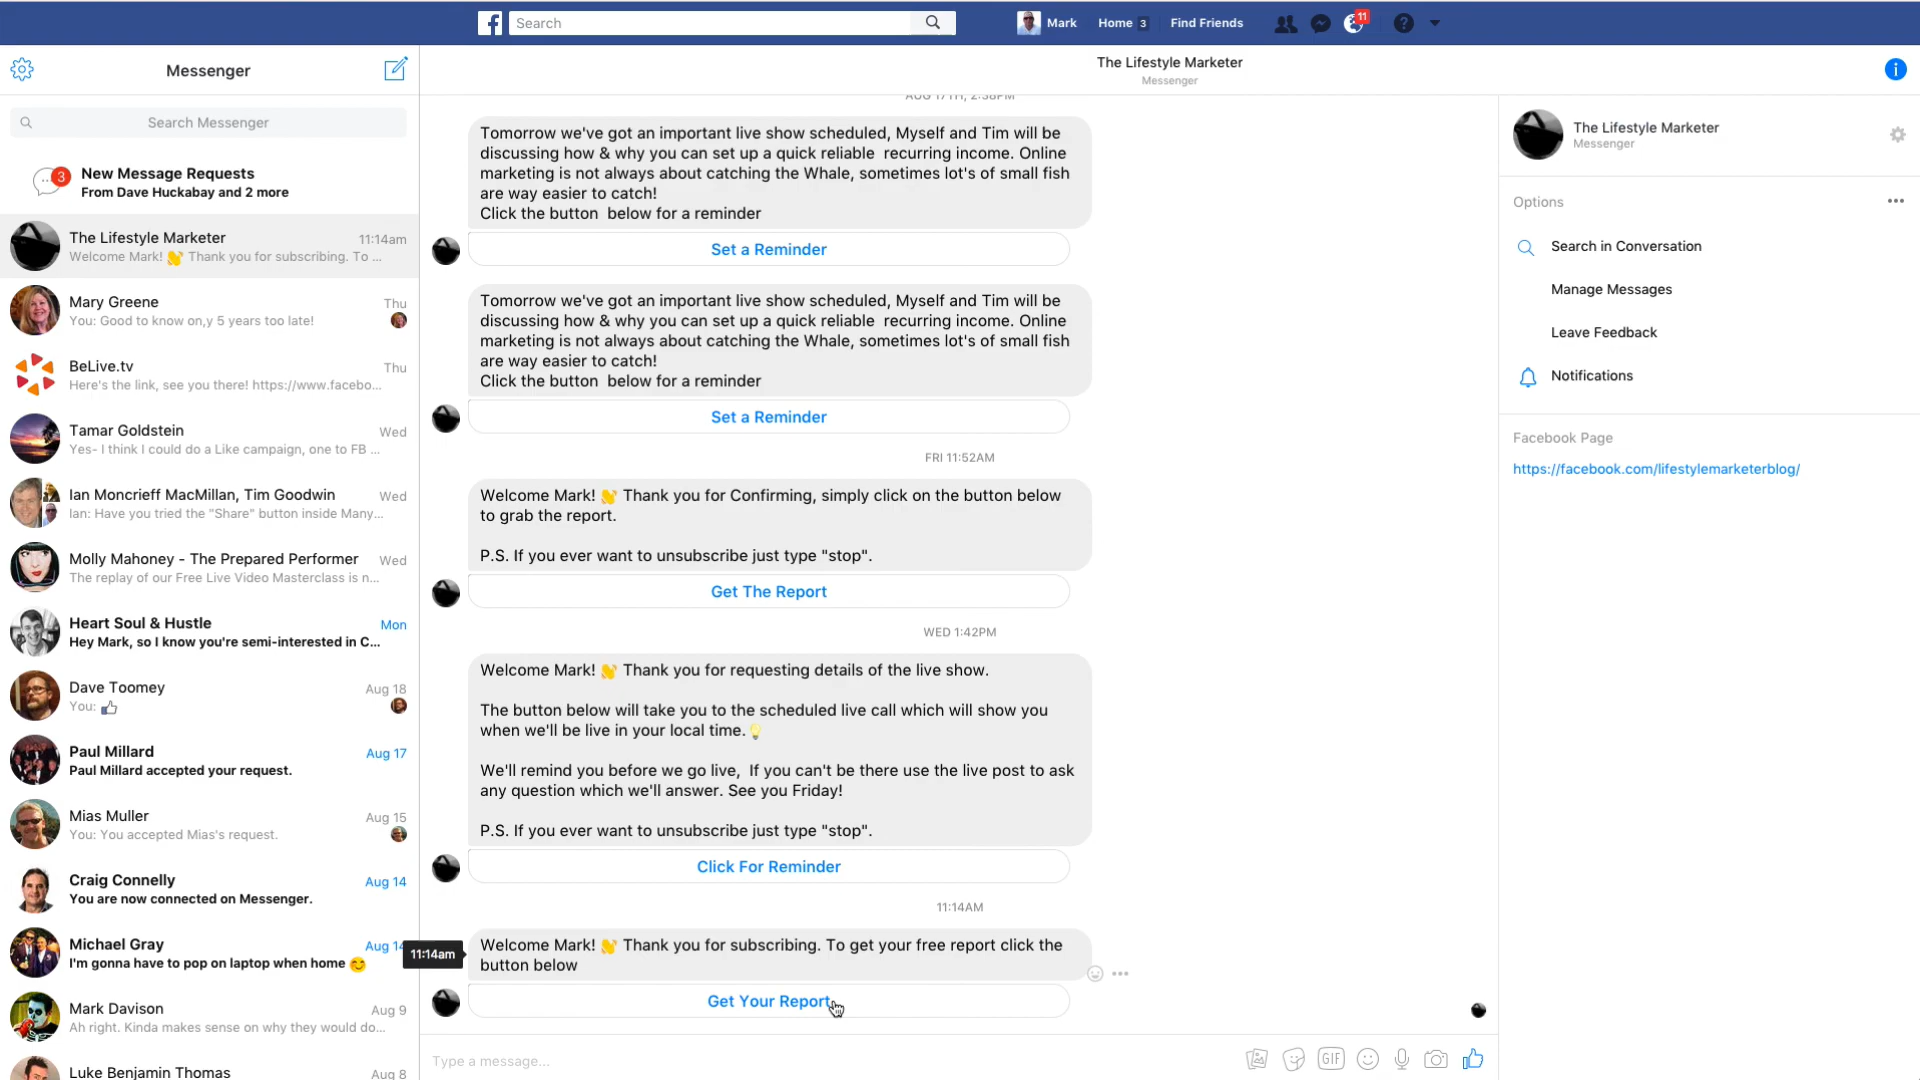 Search
Mark
Home 3
Find Friends
11
Messenger
The Lifestyle Marketer
Messenger
Search Messenger
3
New Message Requests
From Dave Huckabay and 2 more
The Lifestyle Marketer
11:14am
Welcome Mark! 👋 Thank you for subscribing. To ...
Mary Greene
Thu
You: Good to know on,y 5 years too late!
BeLive.tv
Thu
Here's the link, see you there! https://www.facebo...
Tamar Goldstein
Wed
Yes- I think I could do a Like campaign, one to FB ...
Ian Moncrieff MacMillan, Tim Goodwin
Wed
Ian: Have you tried the "Share" button inside Many...
Molly Mahoney - The Prepared Performer
Wed
The replay of our Free Live Video Masterclass is n...
Heart Soul & Hustle
Mon
Hey Mark, so I know you're semi-interested in C...
Dave Toomey
Aug 18
You: 👍
Paul Millard
Aug 17
Paul Millard accepted your request.
Mias Muller
Aug 15
You: You accepted Mias's request.
Craig Connelly
Aug 14
You are now connected on Messenger.
Michael Gray
Aug 14
I'm gonna have to pop on laptop when home 😊
Mark Davison
Aug 9
Ah right. Kinda makes sense on why they would do...
Luke Benjamin Thomas
Aug 8
AUG 17TH, 2:38PM
Tomorrow we've got an important live show scheduled, Myself and Tim will be
discussing how & why you can set up a quick reliable  recurring income. Online
marketing is not always about catching the Whale, sometimes lot's of small fish
are way easier to catch!
Click the button  below for a reminder
Set a Reminder
Tomorrow we've got an important live show scheduled, Myself and Tim will be
discussing how & why you can set up a quick reliable  recurring income. Online
marketing is not always about catching the Whale, sometimes lot's of small fish
are way easier to catch!
Click the button  below for a reminder
Set a Reminder
FRI 11:52AM
Welcome Mark! 👋 Thank you for Confirming, simply click on the button below
to grab the report.
P.S. If you ever want to unsubscribe just type "stop".
Get The Report
WED 1:42PM
Welcome Mark! 👋 Thank you for requesting details of the live show.
The button below will take you to the scheduled live call which will show you
when we'll be live in your local time.💡
We'll remind you before we go live,  If you can't be there use the live post to ask
any question which we'll answer. See you Friday!
P.S. If you ever want to unsubscribe just type "stop".
Click For Reminder
11:14AM
11:14am
Welcome Mark! 👋 Thank you for subscribing. To get your free report click the
button below
Get Your Report
Type a message...
GIF
The Lifestyle Marketer
Messenger
Options
Search in Conversation
Manage Messages
Leave Feedback
Notifications
Facebook Page
https://facebook.com/lifestylemarketerblog/